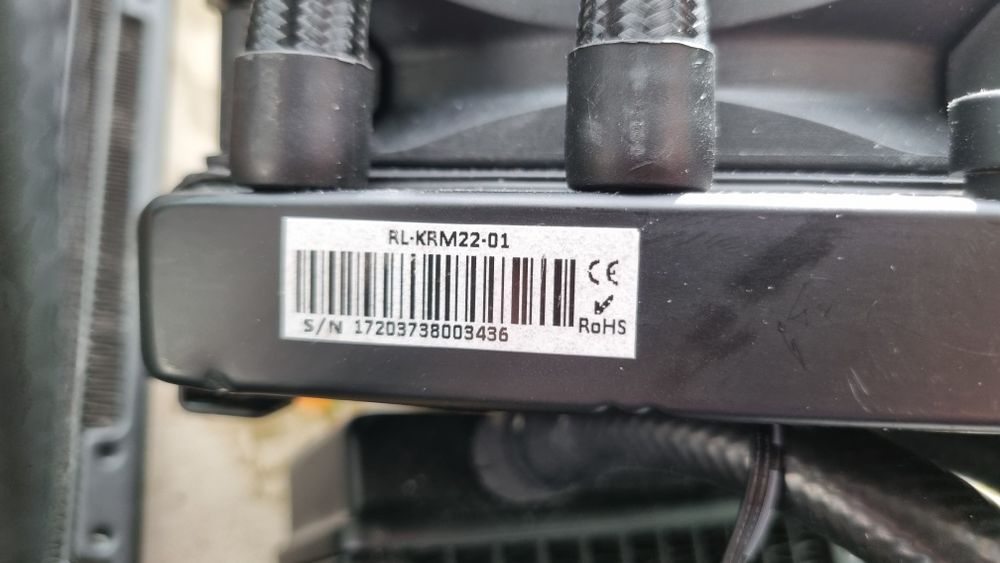 RL-KRM22-01
CE
S/N 17203738003436
RoHS